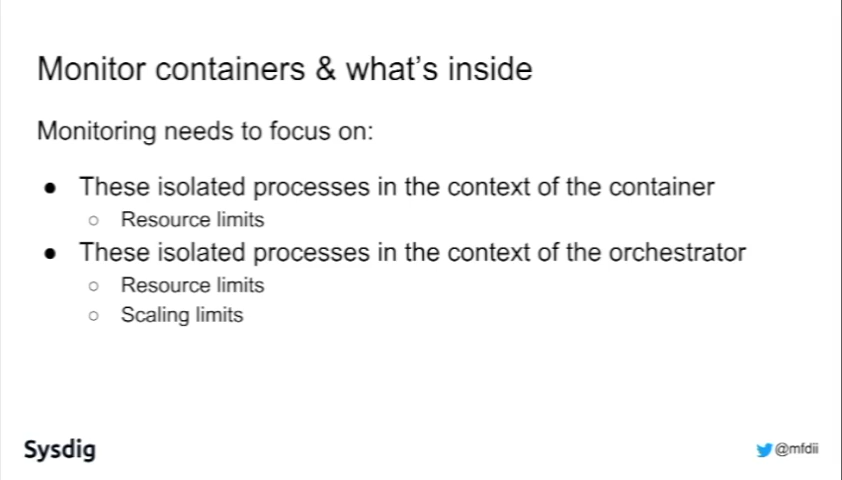 Monitor containers & what's inside
Monitoring needs to focus on:
● These isolated processes in the context of the container
○ Resource limits
● These isolated processes in the context of the orchestrator
○ Resource limits
○ Scaling limits
Sysdig
@mfdii